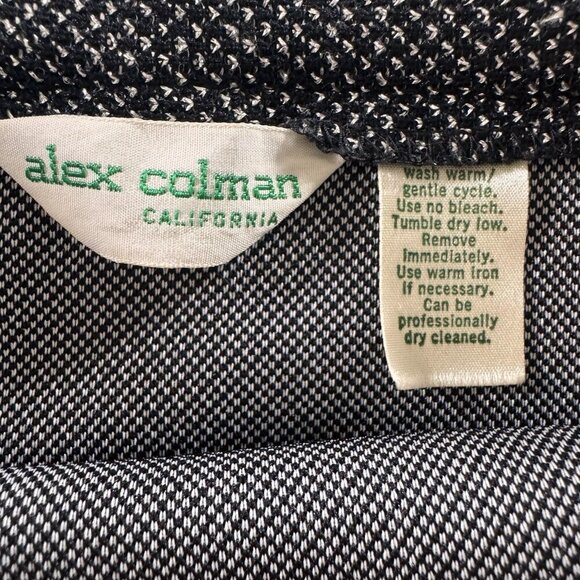 alex colman
CALIFORNIA
wash warm/
gentle cycle.
Use no bleach.
Tumble dry low.
Remove
Immediately.
Use warm iron
If necessary.
Can be
professionally
dry cleaned.